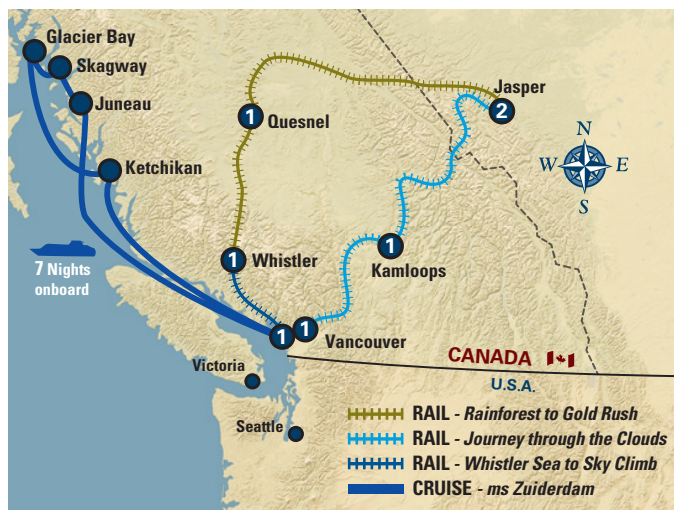 Glacier Bay
Skagway
Juneau
Ketchikan
7 Nights
onboard
1
Quesnel
Jasper
2
N
W
E
S
1
Whistler
1
Kamloops
1
1
Vancouver
Victoria
Seattle
CANADA
U.S.A.
RAIL - Rainforest to Gold Rush
RAIL - Journey through the Clouds
RAIL - Whistler Sea to Sky Climb
CRUISE - ms Zuiderdam